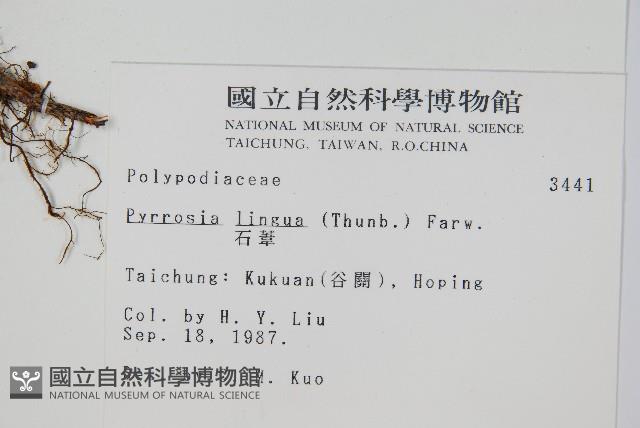 國立自然科學博物館
NATIONAL MUSEUM OF NATURAL SCIENCE
TAICHUNG, TAIWAN, R.O.CHINA
Polypodiaceae 3441
Pyrrosia lingua (Thunb.) Farw.
石葦
Taichung: Kukuan(谷關), Hoping
Col. by H. Y. Liu
Sep. 18, 1987.
M. Kuo
國立自然科學博物館
NATIONAL MUSEUM OF NATURAL SCIENCE